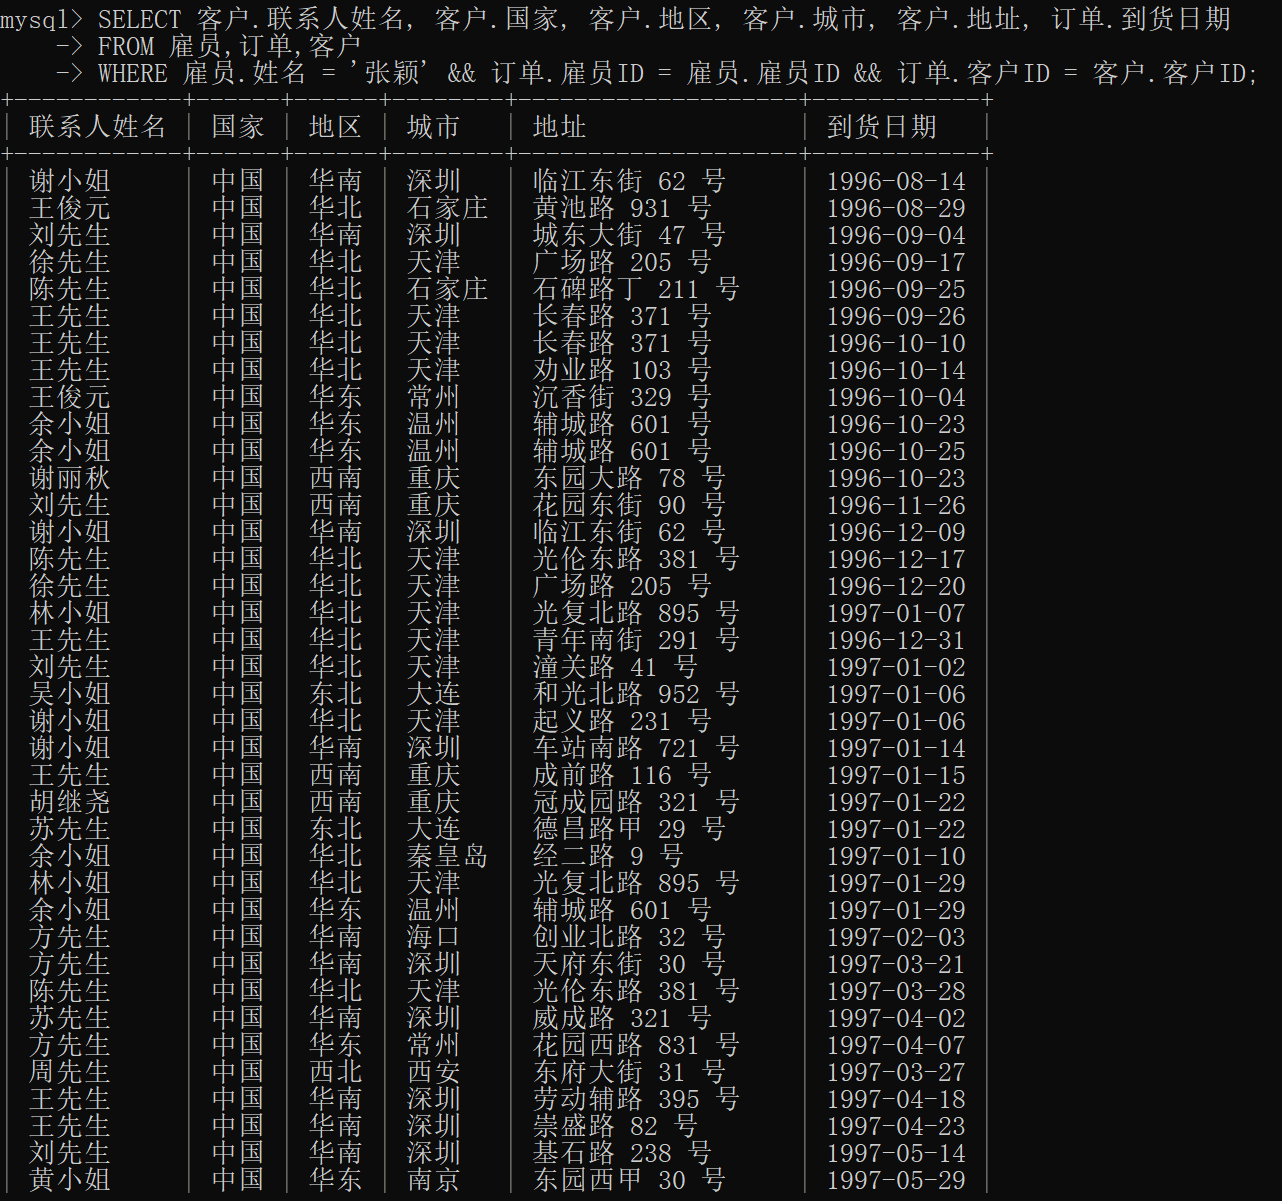 mysql> SELECT 客户.联系人姓名, 客户.国家, 客户.地区, 客户.城市, 客户.地址, 订单.到货日期
-> FROM 雇员,订单,客户
-> WHERE 雇员.姓名 = '张颖' && 订单.雇员ID = 雇员.雇员ID && 订单.客户ID = 客户.客户ID;
+------------+------+------+--------+--------------------+------------+
| 联系人姓名 | 国家 | 地区 | 城市 | 地址 | 到货日期 |
+------------+------+------+--------+--------------------+------------+
| 谢小姐 | 中国 | 华南 | 深圳 | 临江东街 62 号 | 1996-08-14 |
| 王俊元 | 中国 | 华北 | 石家庄 | 黄池路 931 号 | 1996-08-29 |
| 刘先生 | 中国 | 华南 | 深圳 | 城东大街 47 号 | 1996-09-04 |
| 徐先生 | 中国 | 华北 | 天津 | 广场路 205 号 | 1996-09-17 |
| 陈先生 | 中国 | 华北 | 石家庄 | 石碑路丁 211 号 | 1996-09-25 |
| 王先生 | 中国 | 华北 | 天津 | 长春路 371 号 | 1996-09-26 |
| 王先生 | 中国 | 华北 | 天津 | 长春路 371 号 | 1996-10-10 |
| 王先生 | 中国 | 华北 | 天津 | 劝业路 103 号 | 1996-10-14 |
| 王俊元 | 中国 | 华东 | 常州 | 沉香街 329 号 | 1996-10-04 |
| 余小姐 | 中国 | 华东 | 温州 | 辅城路 601 号 | 1996-10-23 |
| 余小姐 | 中国 | 华东 | 温州 | 辅城路 601 号 | 1996-10-25 |
| 谢丽秋 | 中国 | 西南 | 重庆 | 东园大路 78 号 | 1996-10-23 |
| 刘先生 | 中国 | 西南 | 重庆 | 花园东街 90 号 | 1996-11-26 |
| 谢小姐 | 中国 | 华南 | 深圳 | 临江东街 62 号 | 1996-12-09 |
| 陈先生 | 中国 | 华北 | 天津 | 光伦东路 381 号 | 1996-12-17 |
| 徐先生 | 中国 | 华北 | 天津 | 广场路 205 号 | 1996-12-20 |
| 林小姐 | 中国 | 华北 | 天津 | 光复北路 895 号 | 1997-01-07 |
| 王先生 | 中国 | 华北 | 天津 | 青年南街 291 号 | 1996-12-31 |
| 刘先生 | 中国 | 华北 | 天津 | 潼关路 41 号 | 1997-01-02 |
| 吴小姐 | 中国 | 东北 | 大连 | 和光北路 952 号 | 1997-01-06 |
| 谢小姐 | 中国 | 华北 | 天津 | 起义路 231 号 | 1997-01-06 |
| 谢小姐 | 中国 | 华南 | 深圳 | 车站南路 721 号 | 1997-01-14 |
| 王先生 | 中国 | 西南 | 重庆 | 成前路 116 号 | 1997-01-15 |
| 胡继尧 | 中国 | 西南 | 重庆 | 冠成园路 321 号 | 1997-01-22 |
| 苏先生 | 中国 | 东北 | 大连 | 德昌路甲 29 号 | 1997-01-22 |
| 余小姐 | 中国 | 华北 | 秦皇岛 | 经二路 9 号 | 1997-01-10 |
| 林小姐 | 中国 | 华北 | 天津 | 光复北路 895 号 | 1997-01-29 |
| 余小姐 | 中国 | 华东 | 温州 | 辅城路 601 号 | 1997-01-29 |
| 方先生 | 中国 | 华南 | 海口 | 创业北路 32 号 | 1997-02-03 |
| 方先生 | 中国 | 华南 | 深圳 | 天府东街 30 号 | 1997-03-21 |
| 陈先生 | 中国 | 华北 | 天津 | 光伦东路 381 号 | 1997-03-28 |
| 苏先生 | 中国 | 华南 | 深圳 | 威成路 321 号 | 1997-04-02 |
| 方先生 | 中国 | 华东 | 常州 | 花园西路 831 号 | 1997-04-07 |
| 周先生 | 中国 | 西北 | 西安 | 东府大街 31 号 | 1997-03-27 |
| 王先生 | 中国 | 华南 | 深圳 | 劳动辅路 395 号 | 1997-04-18 |
| 王先生 | 中国 | 华南 | 深圳 | 崇盛路 82 号 | 1997-04-23 |
| 刘先生 | 中国 | 华南 | 深圳 | 基石路 238 号 | 1997-05-14 |
| 黄小姐 | 中国 | 华东 | 南京 | 东园西甲 30 号 | 1997-05-29 |